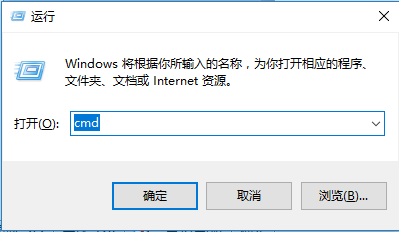 运行
Windows 将根据你所输入的名称，为你打开相应的程序、
文件夹、文档或 Internet 资源。
打开(O): cmd
确定 取消 浏览(B)...